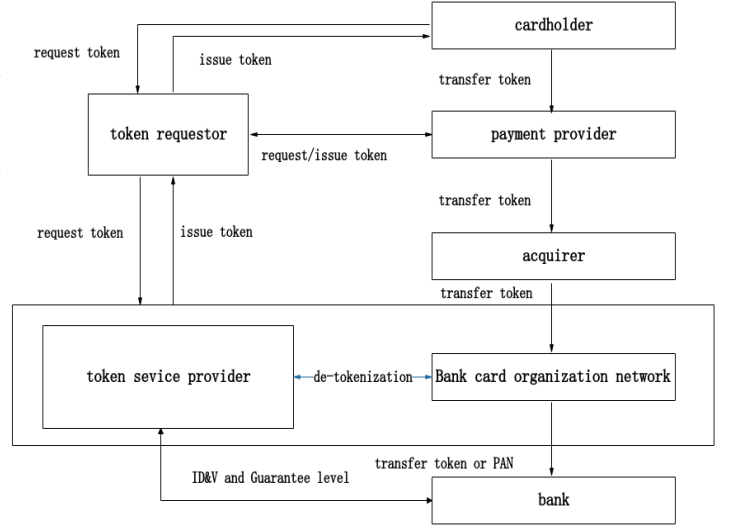 cardholder
request token
issue token
transfer token
token requestor
payment provider
request/issue token
transfer token
request token
issue token
acquirer
transfer token
token sevice provider
de-tokenization
Bank card organization network
transfer token or PAN
ID&V and Guarantee level
bank